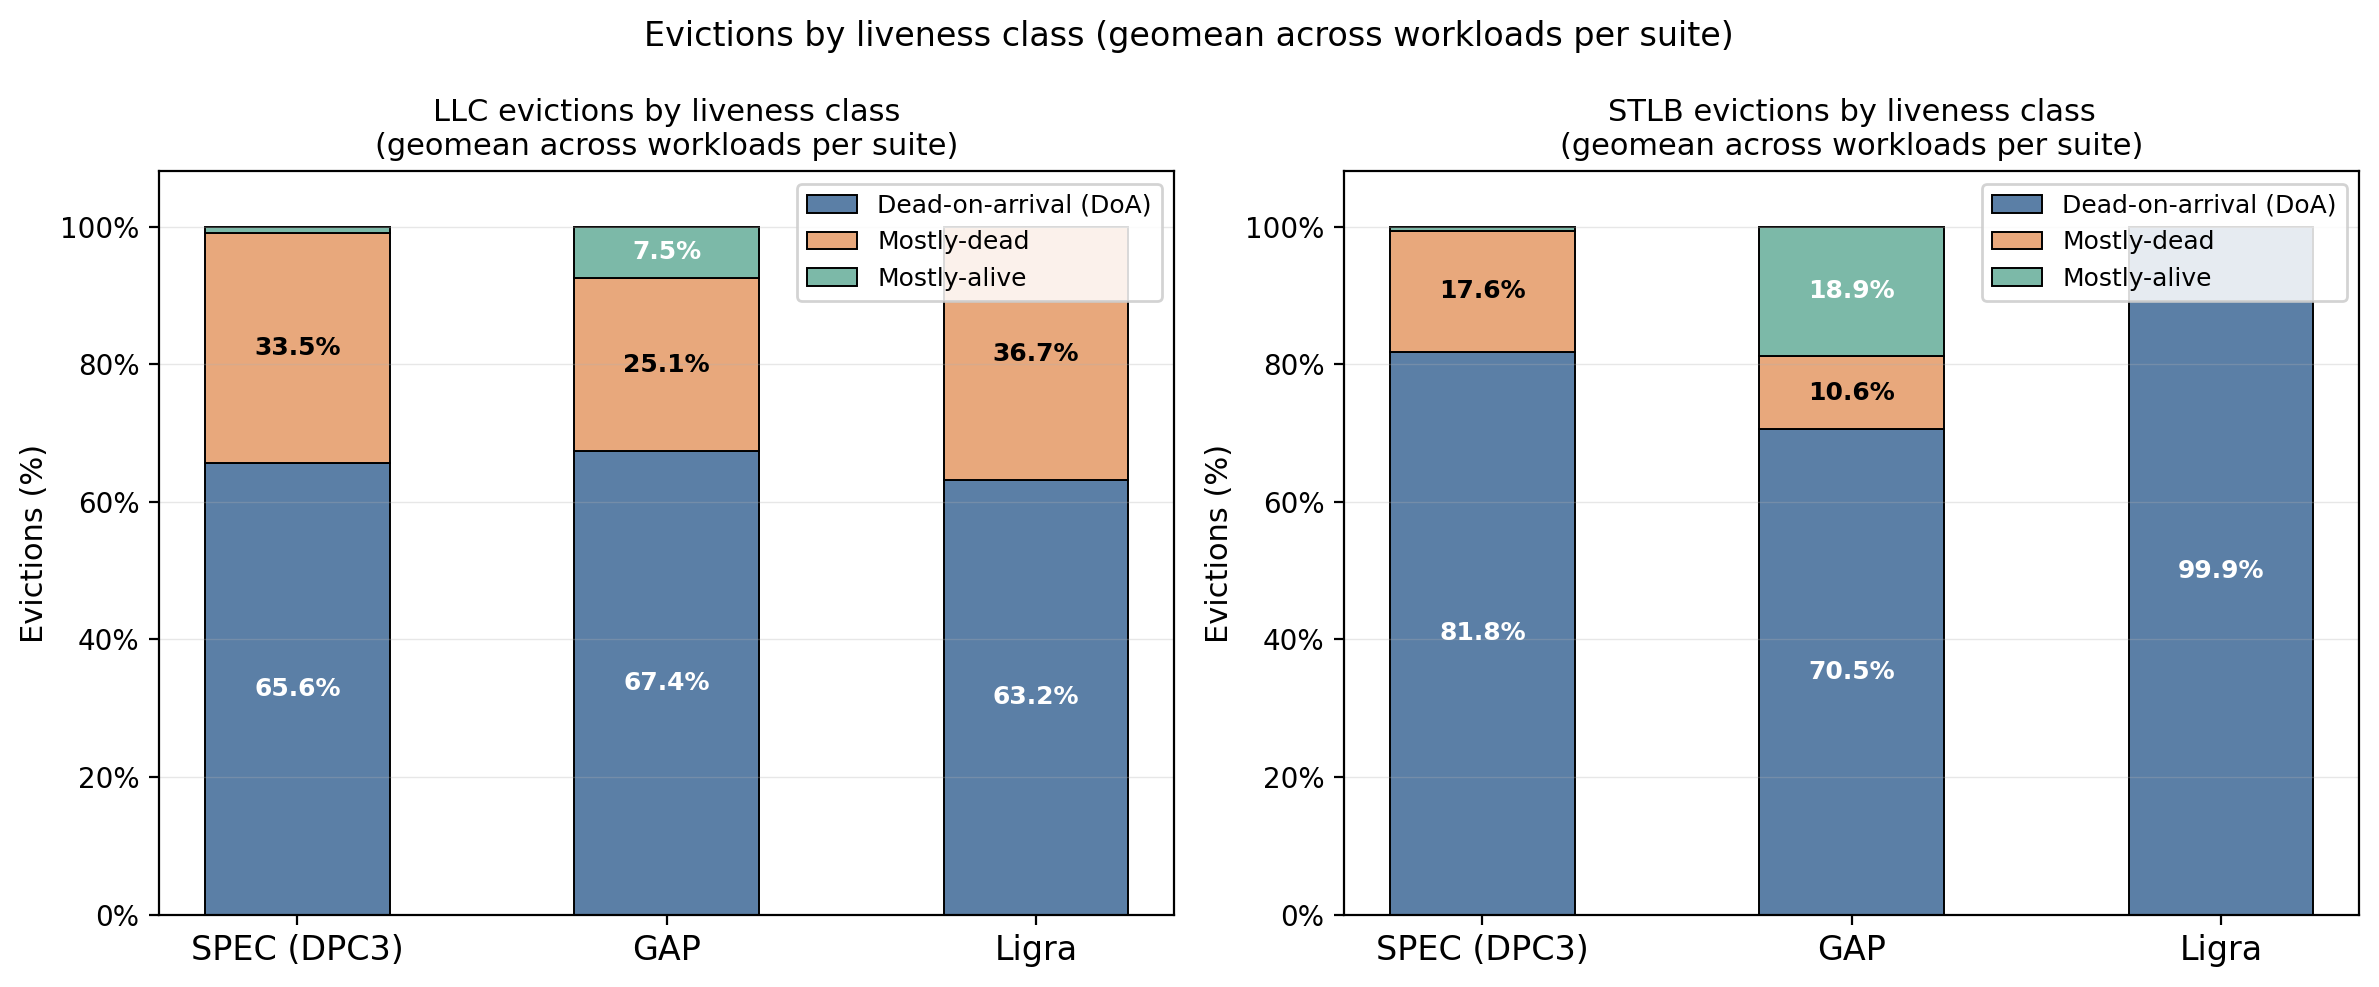 Evictions by liveness class (geomean across workloads per suite)
LLC evictions by liveness class
(geomean across workloads per suite)
Evictions (%)
100%
80%
60%
40%
20%
0%
Dead-on-arrival (DoA)
Mostly-dead
Mostly-alive
7.5%
33.5%
25.1%
36.7%
65.6%
67.4%
63.2%
SPEC (DPC3)
GAP
Ligra
STLB evictions by liveness class
(geomean across workloads per suite)
Evictions (%)
100%
80%
60%
40%
20%
0%
Dead-on-arrival (DoA)
Mostly-dead
Mostly-alive
17.6%
18.9%
10.6%
99.9%
81.8%
70.5%
SPEC (DPC3)
GAP
Ligra